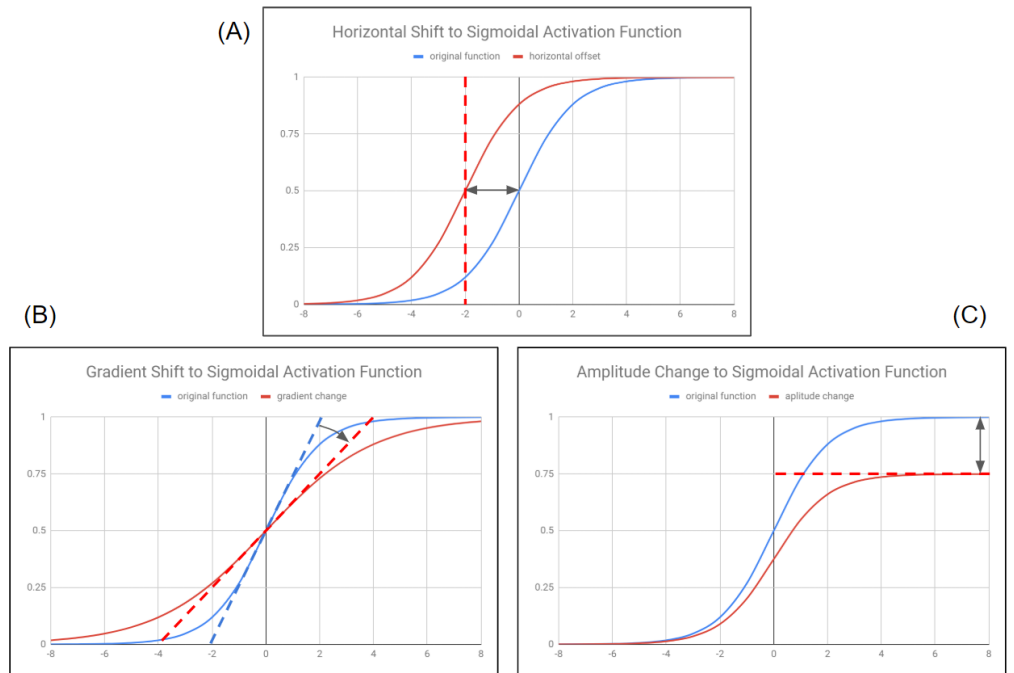 (A)
Horizontal Shift to Sigmoidal Activation Function
original function horizontal offset
1
0.75
0.5
0.25
0
-8 -6 -4 -2 0 2 4 6 8
(B)
Gradient Shift to Sigmoidal Activation Function
original function gradient change
1
0.75
0.5
0.25
0
-8 -6 -4 -2 0 2 4 6 8
(C)
Amplitude Change to Sigmoidal Activation Function
original function aplitude change
1
0.75
0.5
0.25
0
-8 -6 -4 -2 0 2 4 6 8